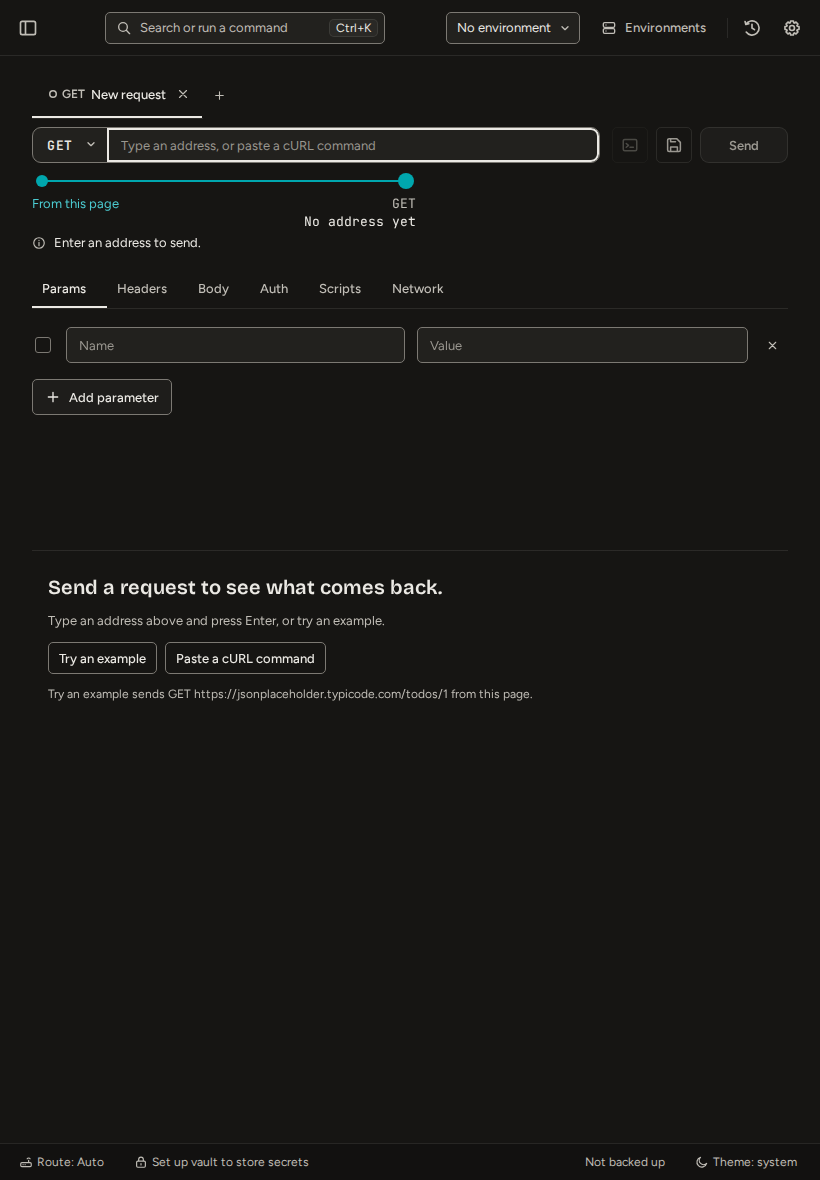 Search or run a command Ctrl+K No environment Environments
GET New request
GET Type an address, or paste a cURL command Send
From this page GET
No address yet
Enter an address to send.
Params Headers Body Auth Scripts Network
Name Value
Add parameter
Send a request to see what comes back.
Type an address above and press Enter, or try an example.
Try an example Paste a cURL command
Try an example sends GET https://jsonplaceholder.typicode.com/todos/1 from this page.
Route: Auto Set up vault to store secrets Not backed up Theme: system